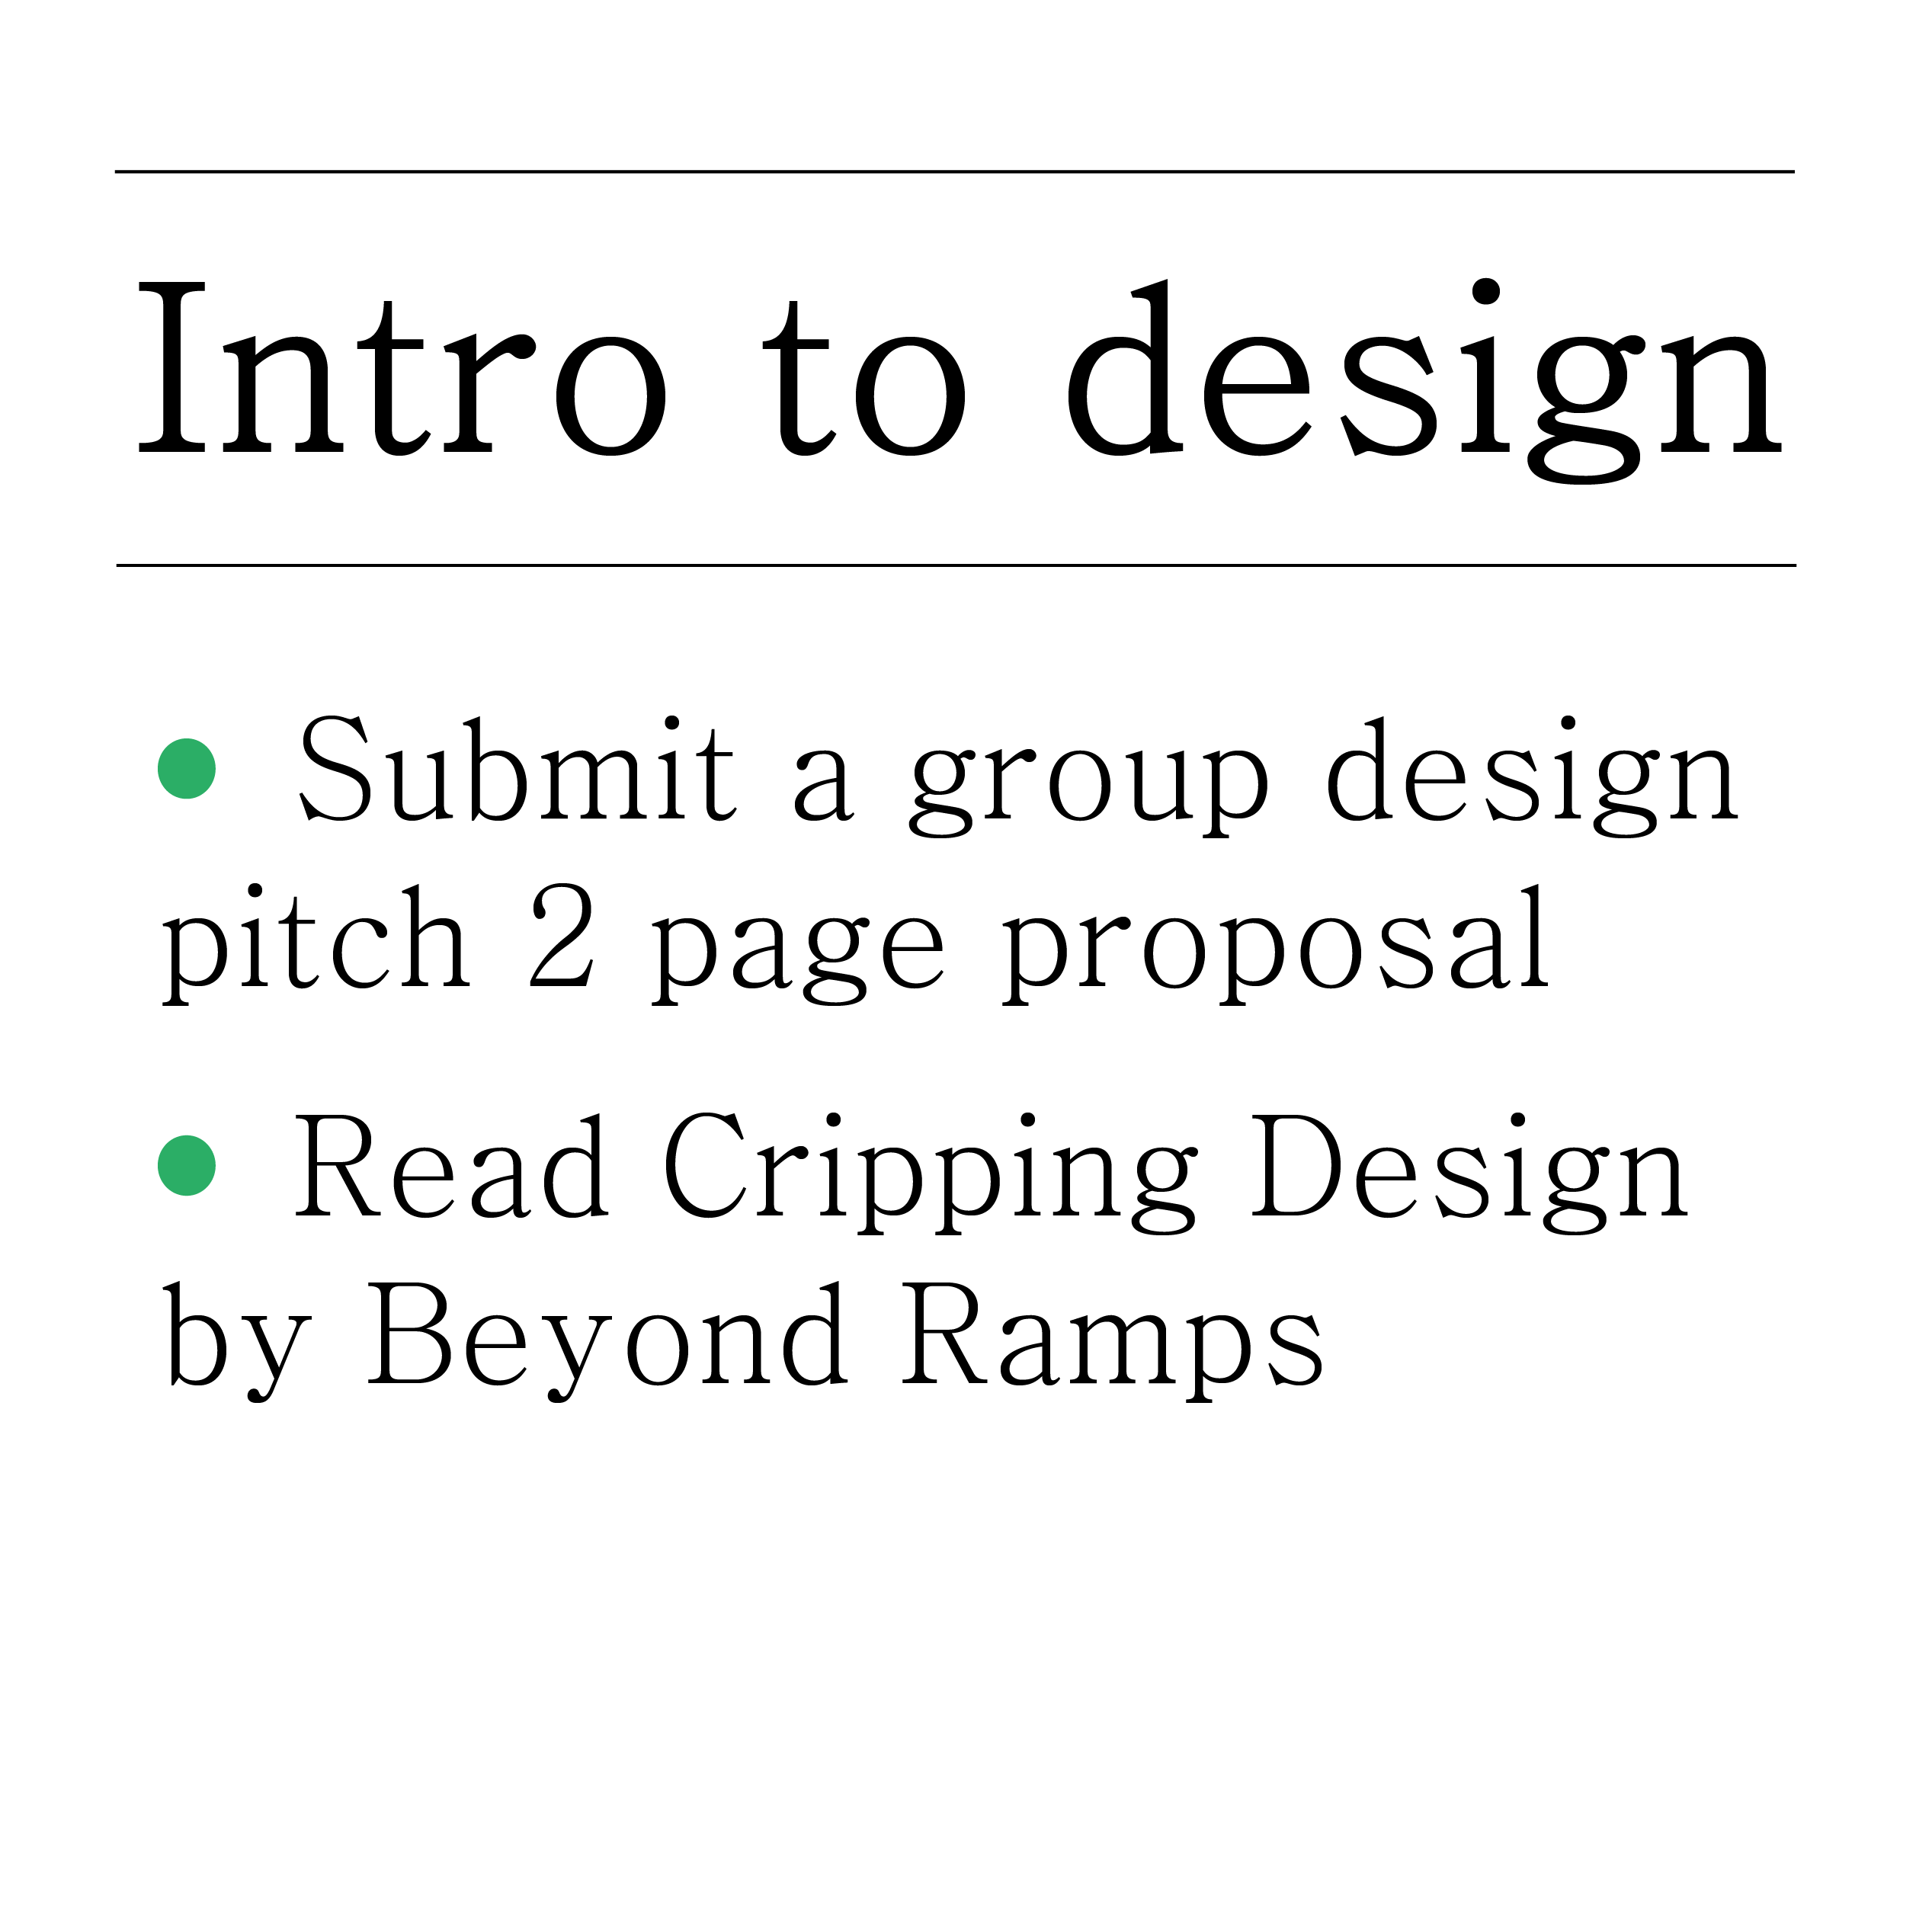 Intro to design
Submit a group design
pitch 2 page proposal
Read Cripping Design
by Beyond Ramps